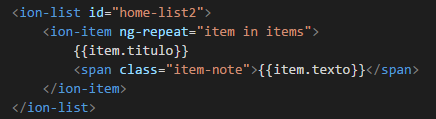 <ion-list id="home-list2">
<ion-item ng-repeat="item in items">
{{item.titulo}}
<span class="item-note">{{item.texto}}</span>
</ion-item>
</ion-list>